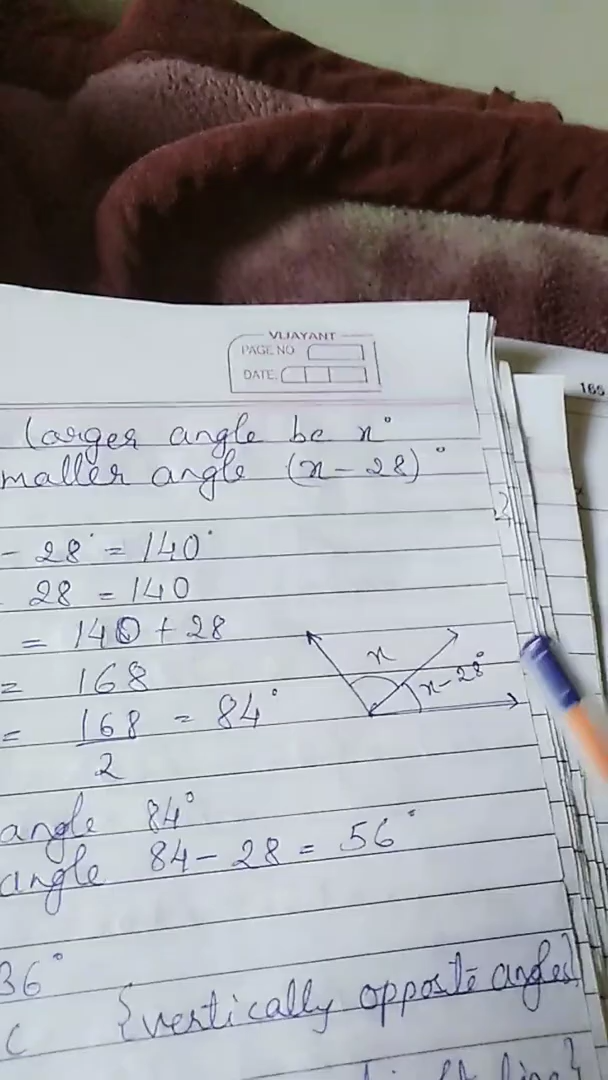 VIJAYANT
PAGE NO
DATE:
165
larger angle be x°
maller angle (x - 28)°
- 28° = 140°
28 = 140
= 140 + 28
= 168
= 168/2 = 84°
x
x - 28°
angle 84°
angle 84 - 28 = 56°
36°
C {vertically opposite angles}